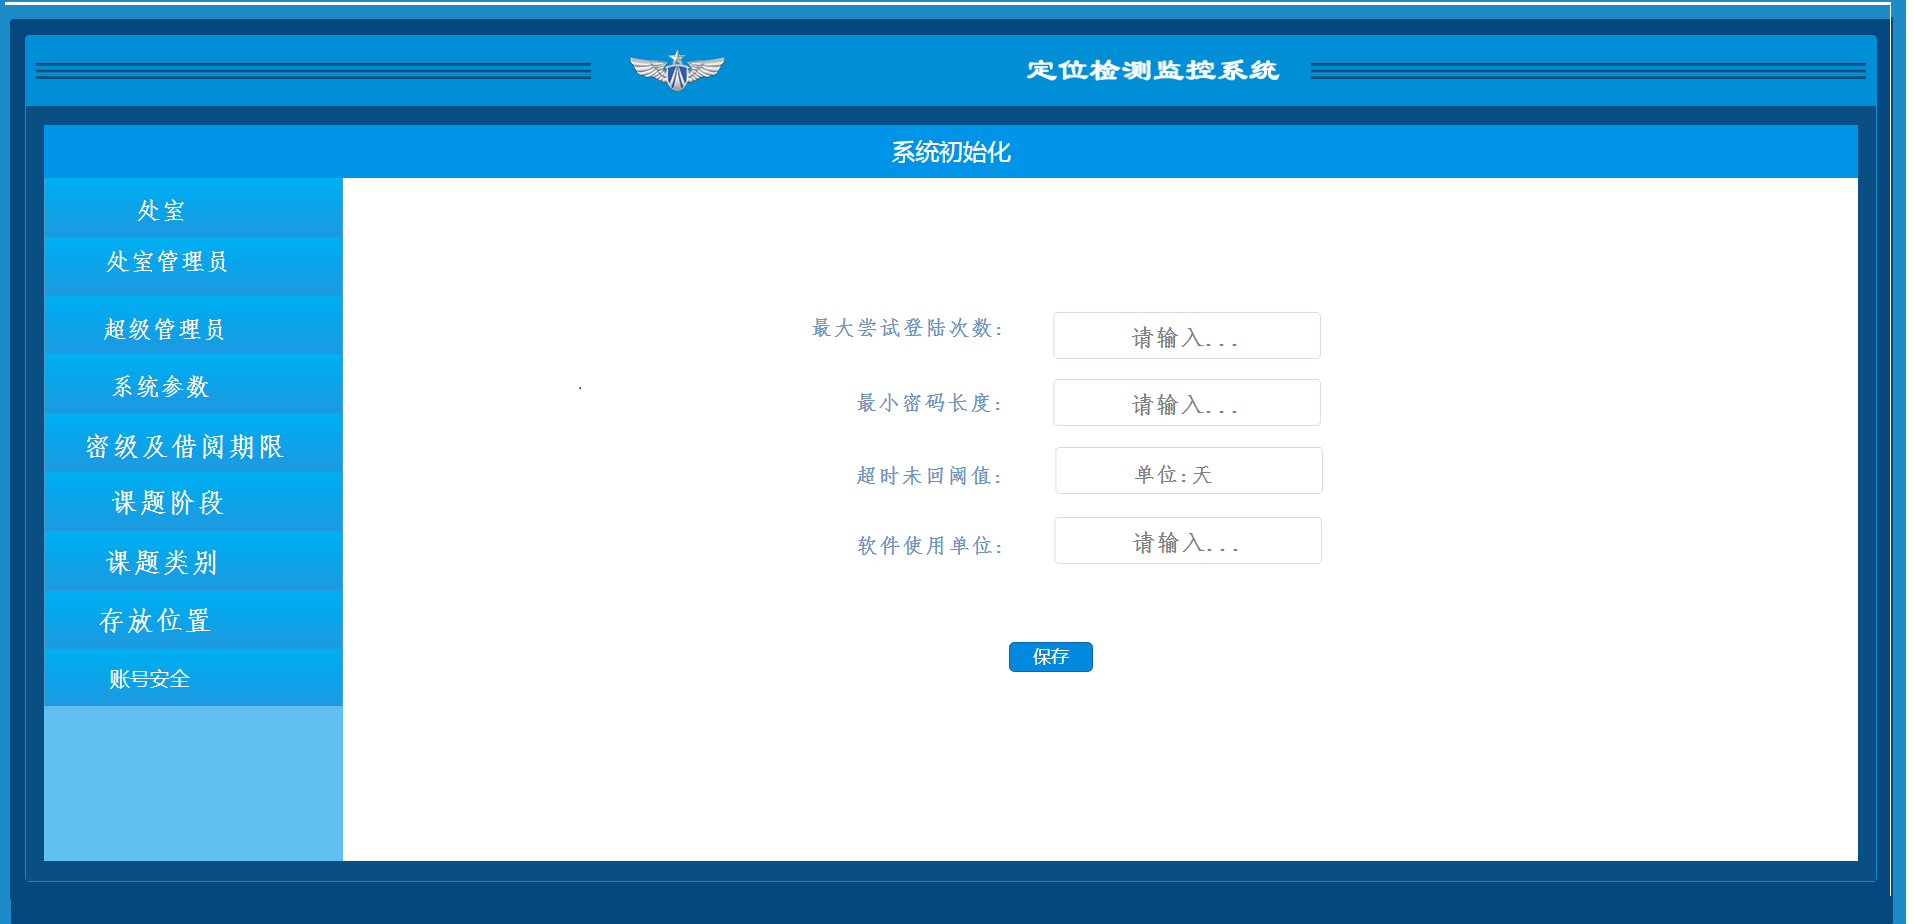 定位检测监控系统
系统初始化
处室
处室管理员
超级管理员
系统参数
密级及借阅期限
课题阶段
课题类别
存放位置
账号安全
最大尝试登陆次数: 请输入...
最小密码长度: 请输入...
超时未回阈值: 单位:天
软件使用单位: 请输入...
保存